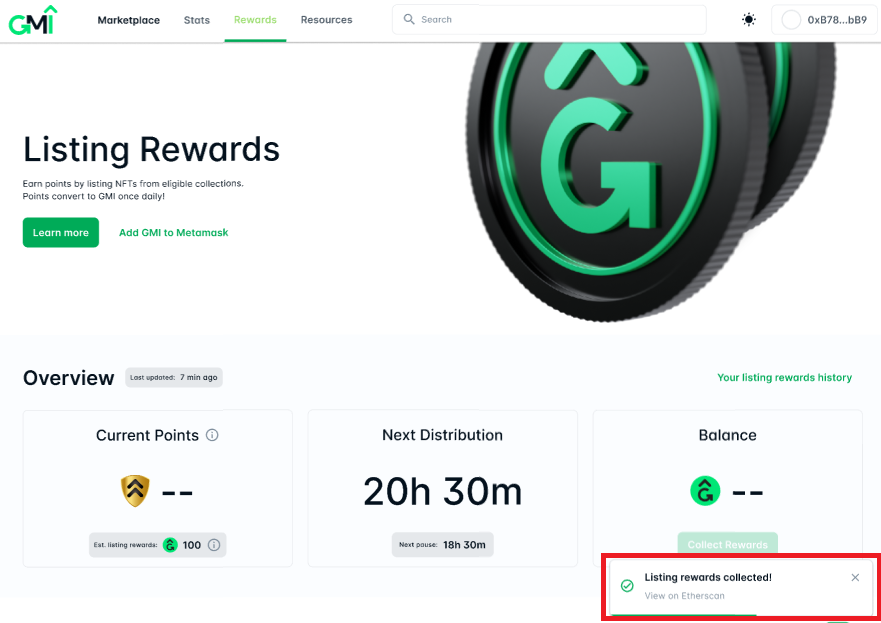 GMI
Marketplace
Stats
Rewards
Resources
Search
0xB78...bB9
Listing Rewards
Earn points by listing NFTs from eligible collections.
Points convert to GMI once daily!
Learn more
Add GMI to Metamask
G
Overview
Last updated: 7 min ago
Your listing rewards history
Current Points
--
Est. listing rewards: 100
Next Distribution
20h 30m
Next pause: 18h 30m
Balance
--
Collect Rewards
Listing rewards collected!
View on Etherscan